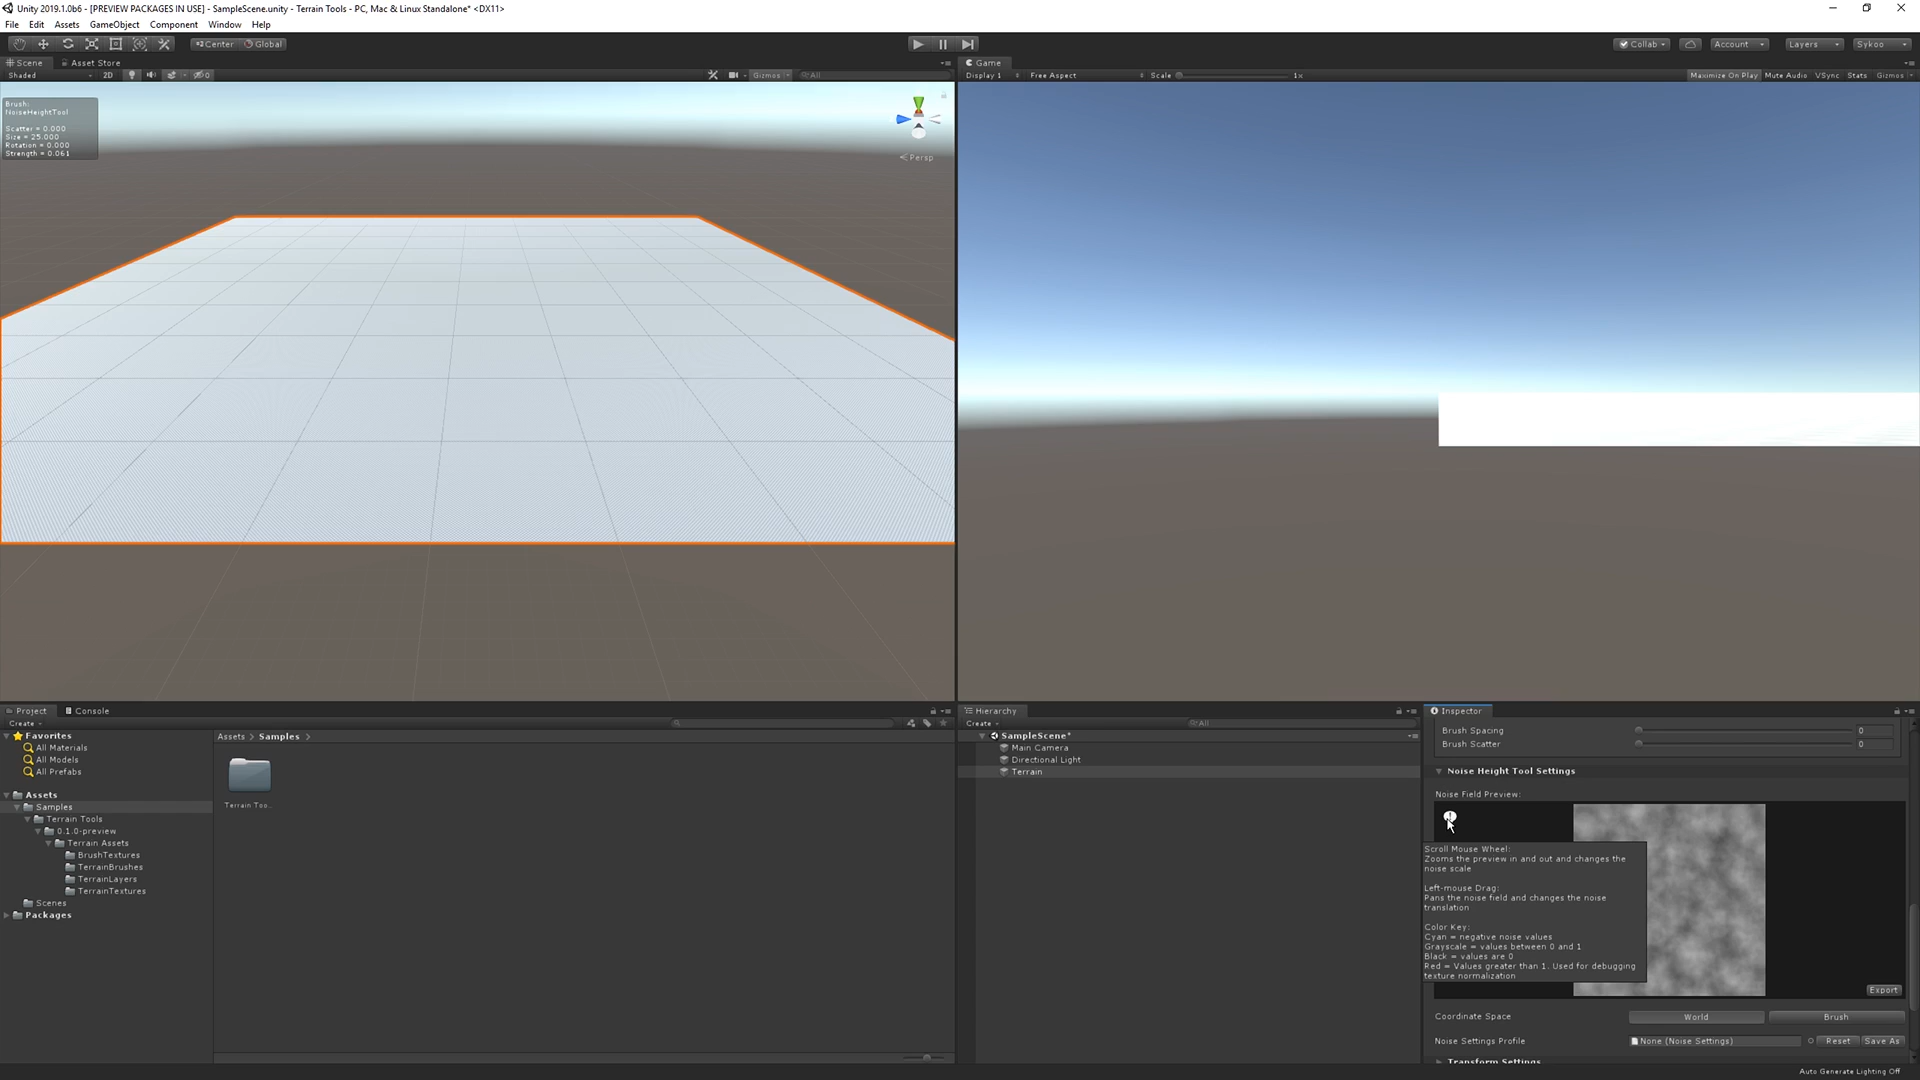 Unity 2019.1.0b6 - [PREVIEW PACKAGES IN USE] - SampleScene.unity - Terrain Tools - PC, Mac & Linux Standalone* <DX11>
File Edit Assets GameObject Component Window Help
Center Global
Collab Account Layers Sykoo
Scene Asset Store
Shaded 2D 0 Gizmos All
Brush:
NoiseHeightTool
Scatter = 0.000
Size = 25.000
Rotation = 0.000
Strength = 0.061
Persp
Game
Display 1 Free Aspect Scale 1x Maximize On Play Mute Audio VSync Stats Gizmos
Project Console
Create
Favorites
All Materials
All Models
All Prefabs
Assets
Samples
Terrain Tools
0.1.0-preview
Terrain Assets
BrushTextures
TerrainBrushes
TerrainLayers
TerrainTextures
Scenes
Packages
Assets > Samples >
Terrain Too...
Hierarchy
Create All
SampleScene*
Main Camera
Directional Light
Terrain
Inspector
Brush Spacing 0
Brush Scatter 0
Noise Height Tool Settings
Noise Field Preview:
Scroll Mouse Wheel:
Zooms the preview in and out and changes the
noise scale
Left-mouse Drag:
Pans the noise field and changes the noise
translation
Color Key:
Cyan = negative noise values
Grayscale = values between 0 and 1
Black = values are 0
Red = Values greater than 1. Used for debugging
texture normalization
Export
Coordinate Space World Brush
Noise Settings Profile None (Noise Settings) Reset Save As
Transform Settings
Auto Generate Lighting Off